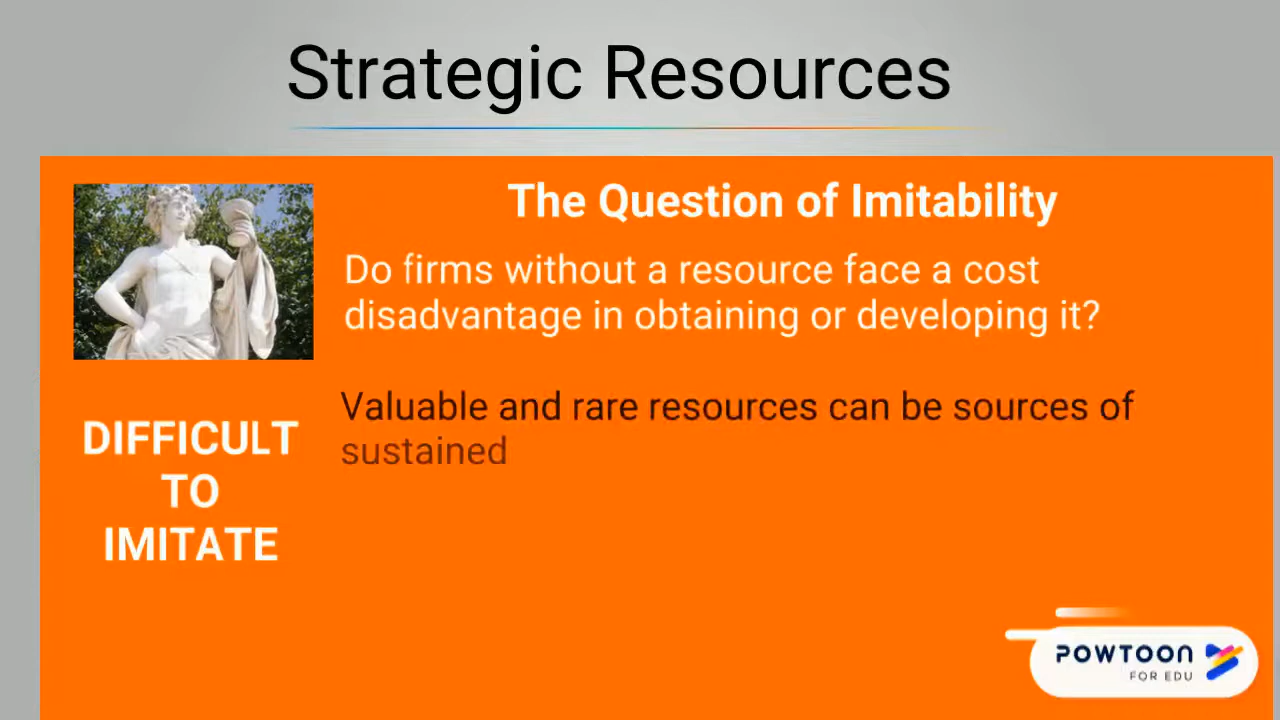 Strategic Resources
The Question of Imitability
Do firms without a resource face a cost
disadvantage in obtaining or developing it?
Valuable and rare resources can be sources of
sustained
DIFFICULT
TO
IMITATE
POWTOON
FOR EDU